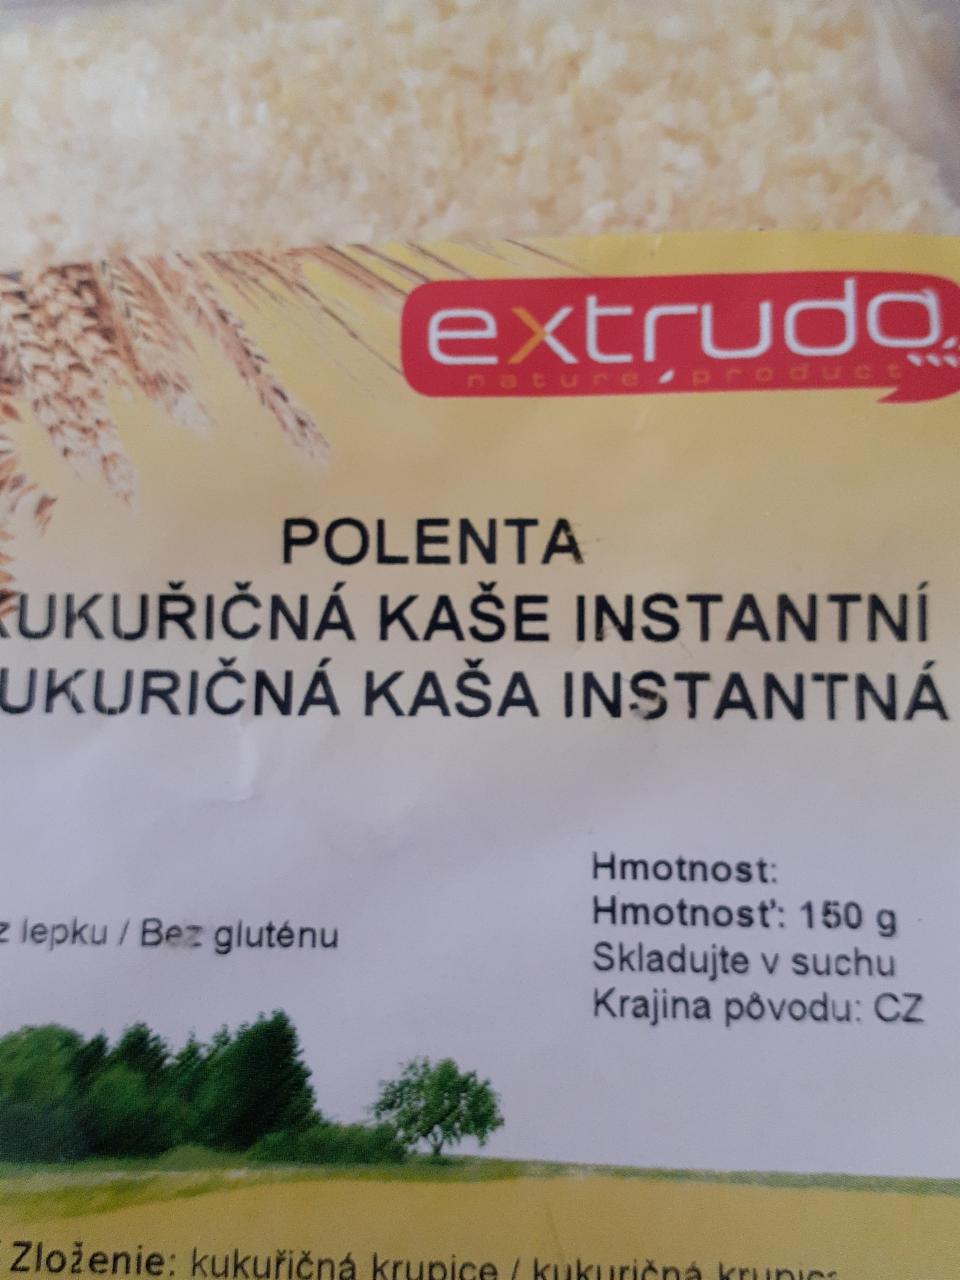 extrudo
nature product
POLENTA
KUKUŘIČNÁ KAŠE INSTANTNÍ
UKURIČNÁ KAŠA INSTANTNÁ
Hmotnost:
Hmotnosť: 150 g
z lepku / Bez gluténu
Skladujte v suchu
Krajina pôvodu: CZ
/ Zloženie: kukuřičná krupice / kukuričná krupica